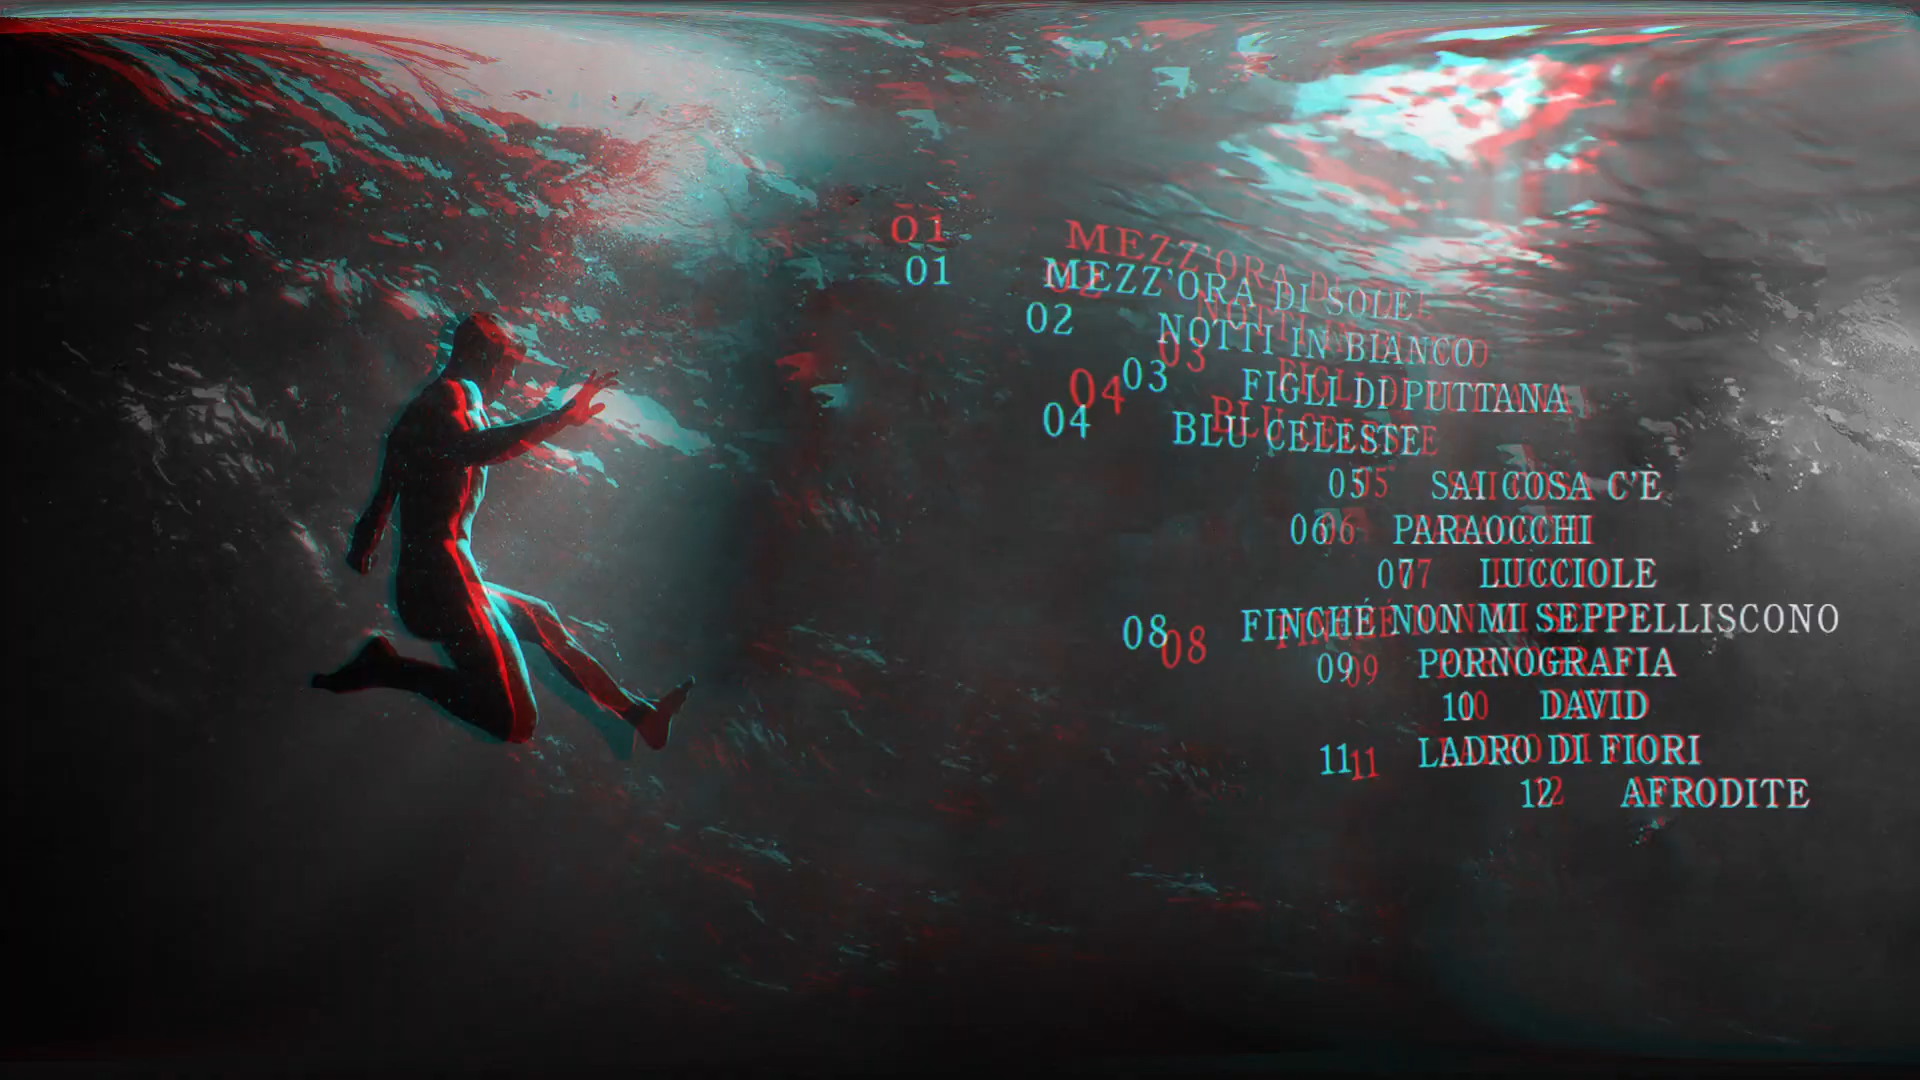 01 MEZZ'ORA DI SOLE
02 NOTTI IN BIANCO
03 FIGLI DI PUTTANA
04 BLU CELESTE
05 SAI COSA C'È
06 PARAOCCHI
07 LUCCIOLE
08 FINCHÉ NON MI SEPPELLISCONO
09 PORNOGRAFIA
10 DAVID
11 LADRO DI FIORI
12 AFRODITE